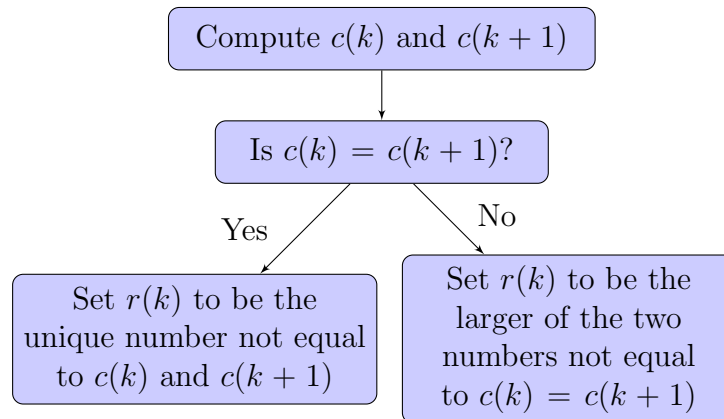 Compute c(k) and c(k + 1)
Is c(k) = c(k + 1)?
Yes
No
Set r(k) to be the
unique number not equal
to c(k) and c(k + 1)
Set r(k) to be the
larger of the two
numbers not equal
to c(k) = c(k + 1)